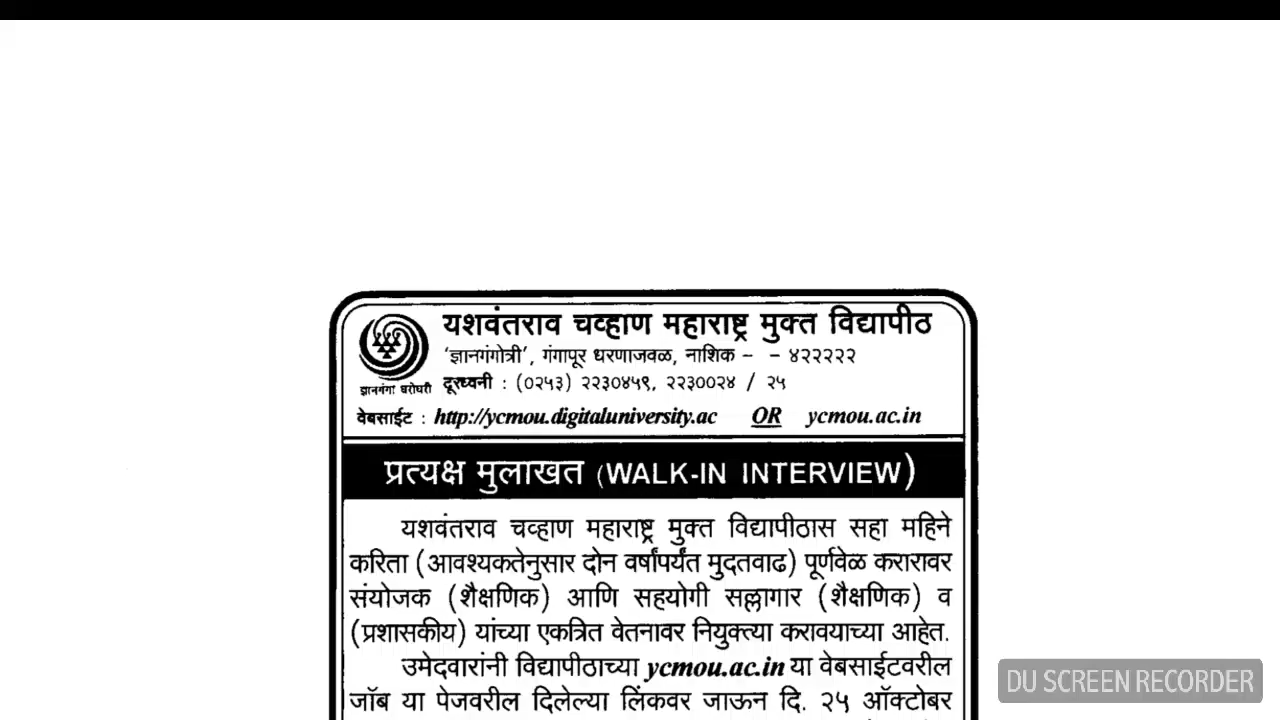 यशवंतराव चव्हाण महाराष्ट्र मुक्त विद्यापीठ
'ज्ञानगंगोत्री', गंगापूर धरणाजवळ, नाशिक - - ४२२२२२
ज्ञानगंगा घरोघरी दूरध्वनी : (०२५३) २२३०४५९, २२३००२४ / २५
वेबसाईट : http://ycmou.digitaluniversity.ac OR ycmou.ac.in
प्रत्यक्ष मुलाखत (WALK-IN INTERVIEW)
यशवंतराव चव्हाण महाराष्ट्र मुक्त विद्यापीठास सहा महिने
करिता (आवश्यकतेनुसार दोन वर्षांपर्यंत मुदतवाढ) पूर्णवेळ करारावर
संयोजक (शैक्षणिक) आणि सहयोगी सल्लागार (शैक्षणिक) व
(प्रशासकीय) यांच्या एकत्रित वेतनावर नियुक्त्या करावयाच्या आहेत.
उमेदवारांनी विद्यापीठाच्या ycmou.ac.in या वेबसाईटवरील
जॉब या पेजवरील दिलेल्या लिंकवर जाऊन दि. २५ ऑक्टोबर
DU SCREEN RECORDER